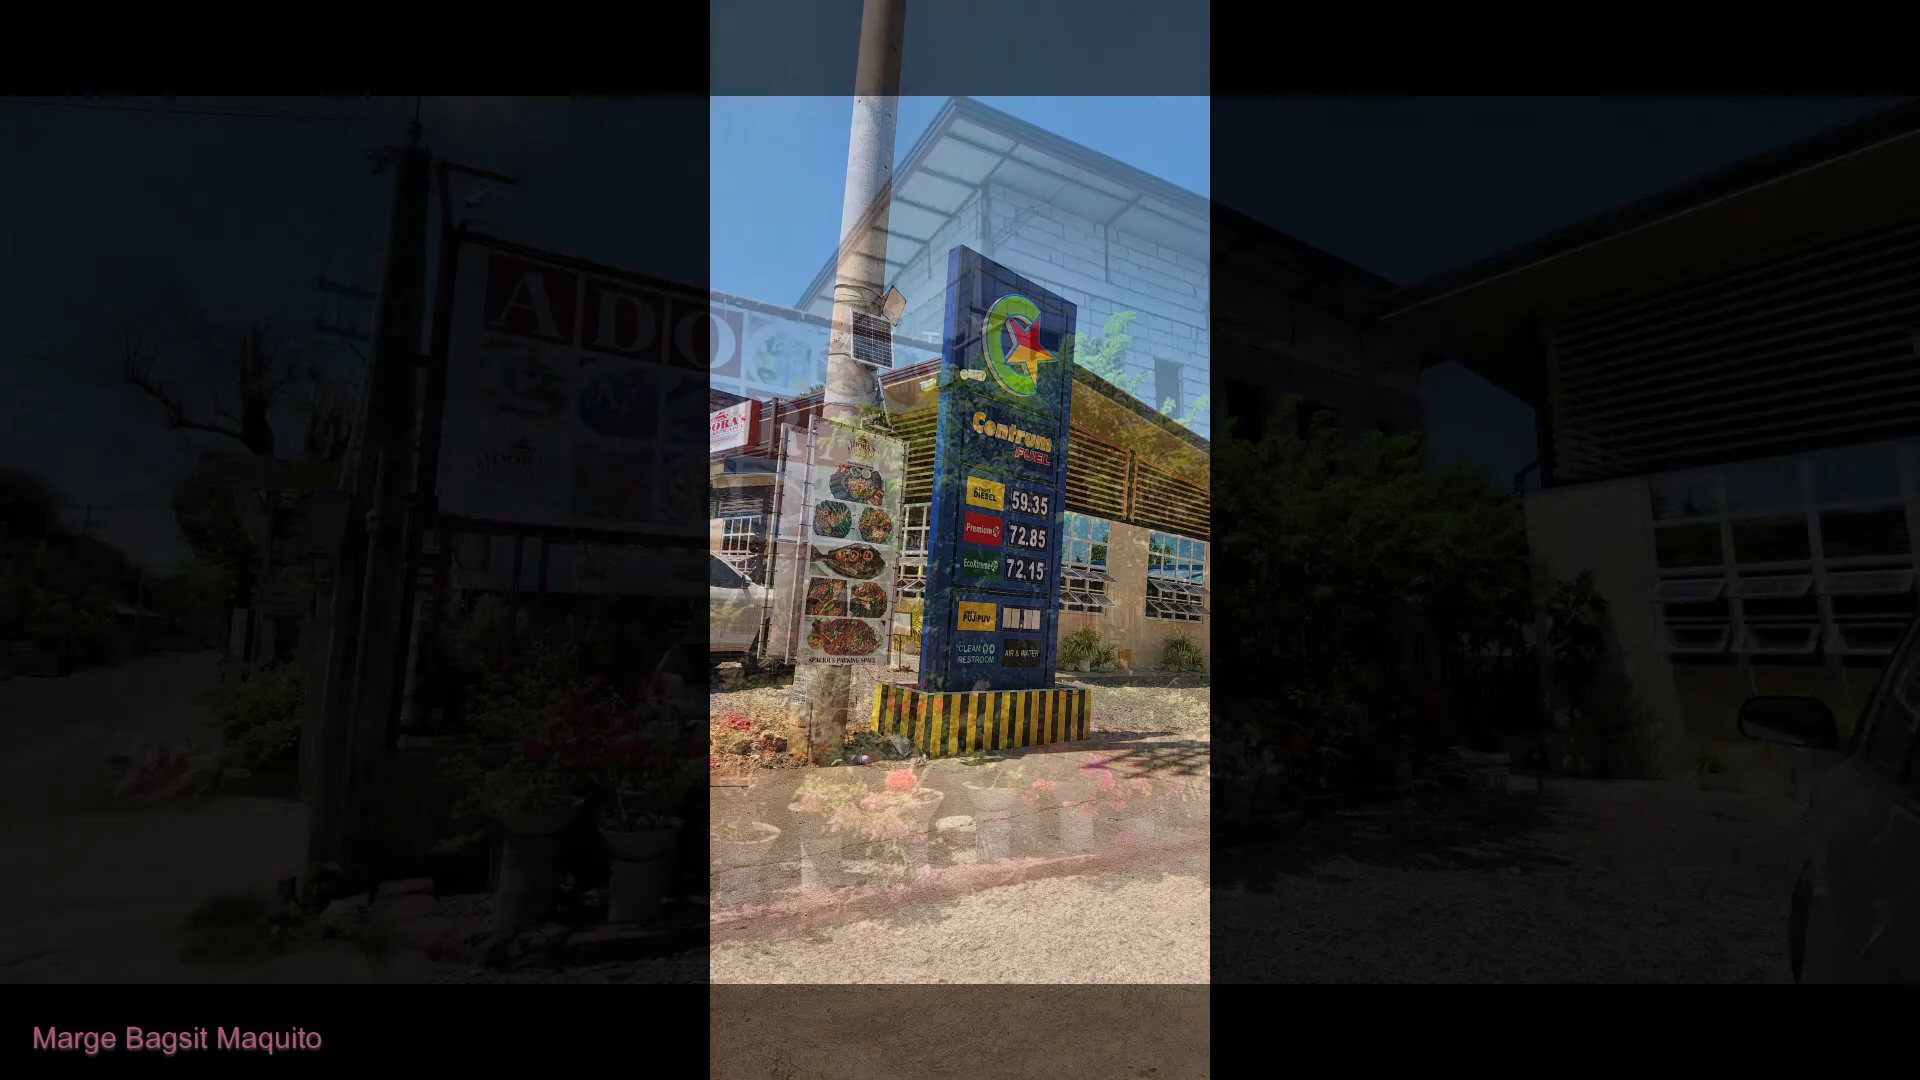 ADO
ADORA'S
Centrum
FUEL
DIESEL
59.35
Premium
72.85
EcoXtreme
72.15
PUJ/PUV
CLEAN
RESTROOM
AIR & WATER
SPACIOUS PARKING SPACE
Marge Bagsit Maquito